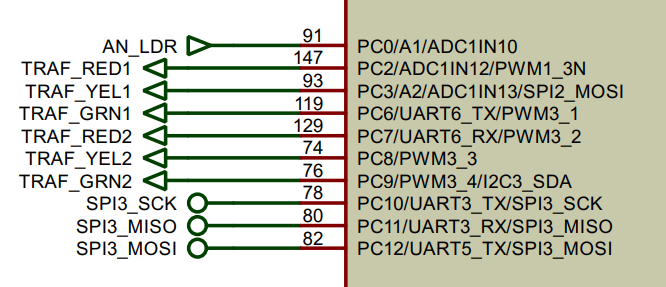 AN_LDR 91 PC0/A1/ADC1IN10
TRAF_RED1 147 PC2/ADC1IN12/PWM1_3N
TRAF_YEL1 93 PC3/A2/ADC1IN13/SPI2_MOSI
TRAF_GRN1 119 PC6/UART6_TX/PWM3_1
TRAF_RED2 129 PC7/UART6_RX/PWM3_2
TRAF_YEL2 74 PC8/PWM3_3
TRAF_GRN2 76 PC9/PWM3_4/I2C3_SDA
SPI3_SCK 78 PC10/UART3_TX/SPI3_SCK
SPI3_MISO 80 PC11/UART3_RX/SPI3_MISO
SPI3_MOSI 82 PC12/UART5_TX/SPI3_MOSI